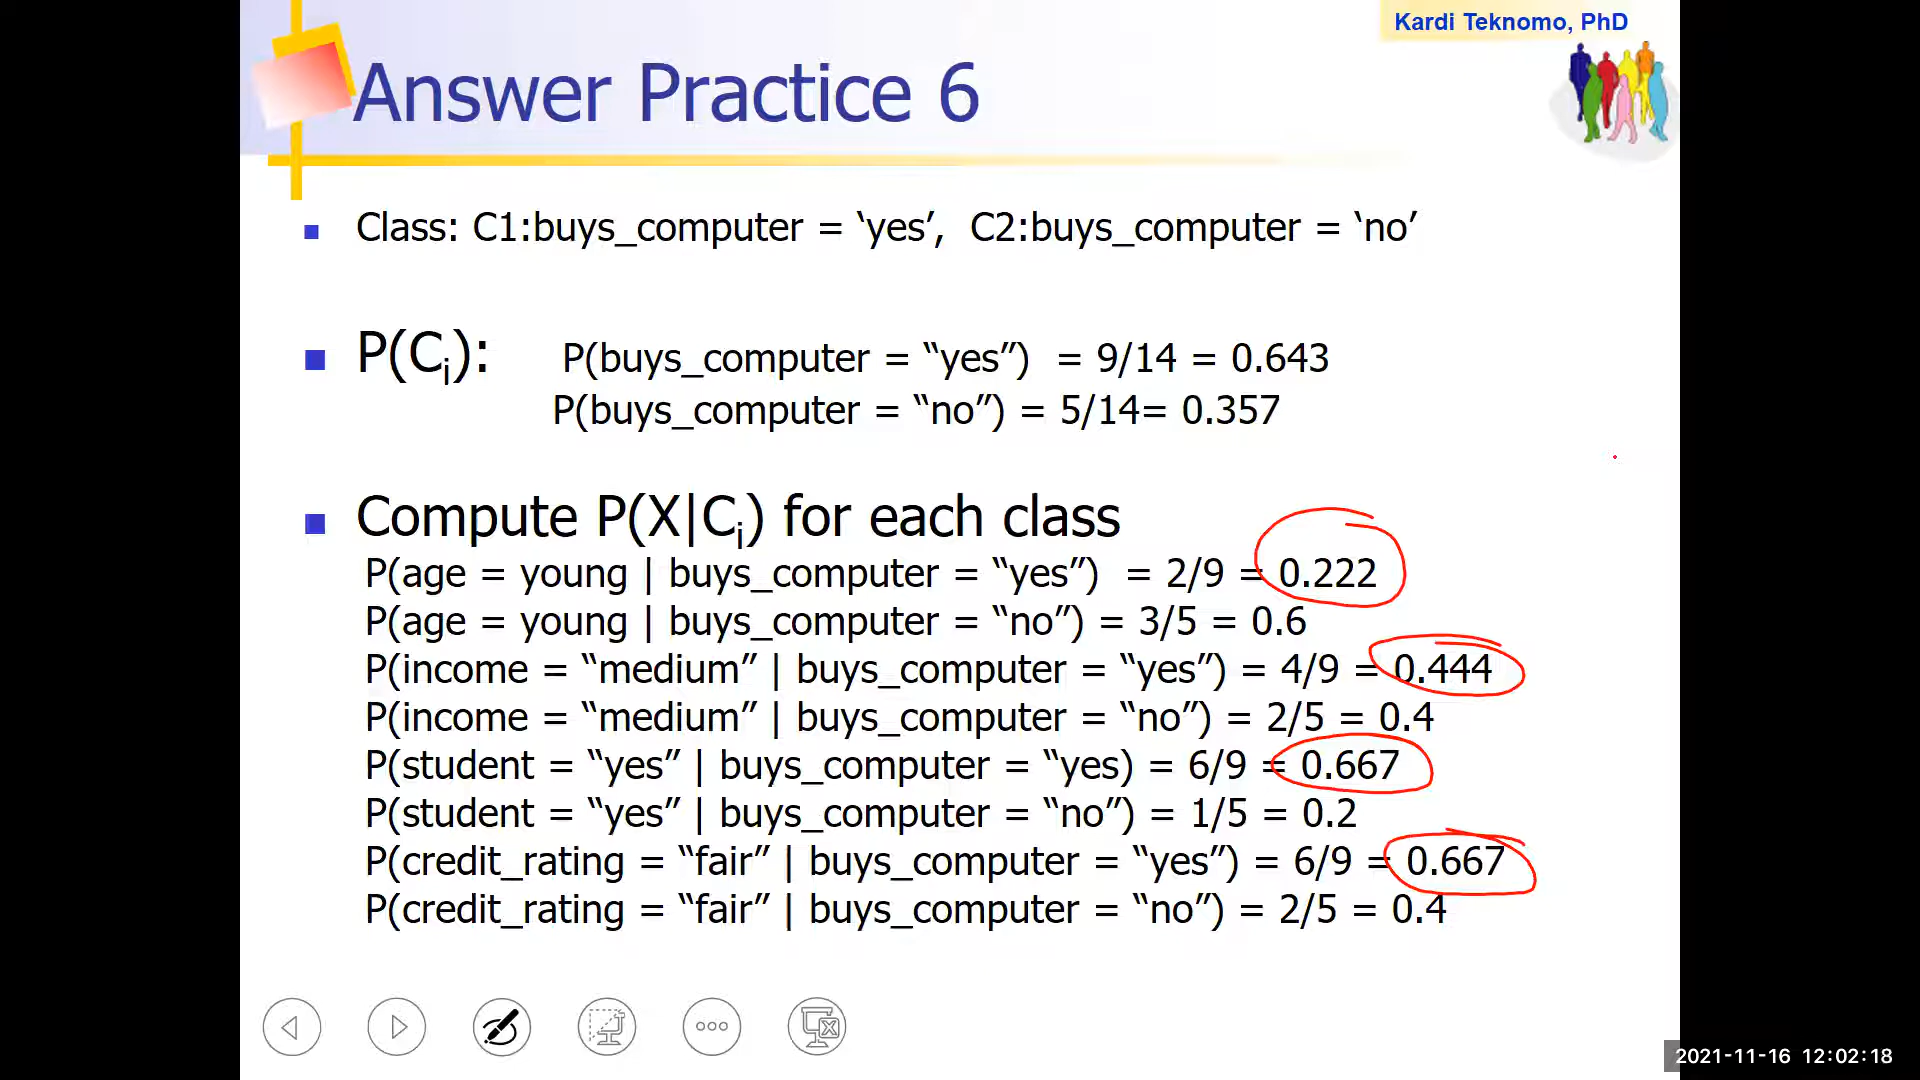 Kardi Teknomo, PhD
Answer Practice 6
Class: C1:buys_computer = ‘yes’,  C2:buys_computer = ‘no’
P(Ci):    P(buys_computer = “yes”)  = 9/14 = 0.643
P(buys_computer = “no”) = 5/14= 0.357
Compute P(X|Ci) for each class
P(age = young | buys_computer = “yes”)  = 2/9 = 0.222
P(age = young | buys_computer = “no”) = 3/5 = 0.6
P(income = “medium” | buys_computer = “yes”) = 4/9 = 0.444
P(income = “medium” | buys_computer = “no”) = 2/5 = 0.4
P(student = “yes” | buys_computer = “yes) = 6/9 = 0.667
P(student = “yes” | buys_computer = “no”) = 1/5 = 0.2
P(credit_rating = “fair” | buys_computer = “yes”) = 6/9 = 0.667
P(credit_rating = “fair” | buys_computer = “no”) = 2/5 = 0.4
2021-11-16 12:02:18